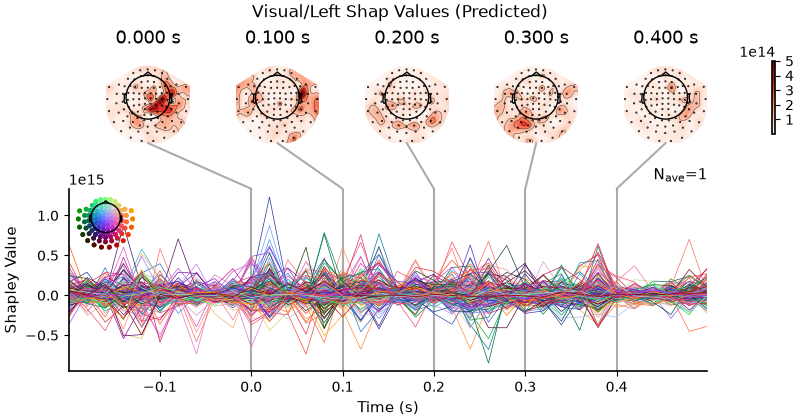 Visual/Left Shap Values (Predicted)
0.000 s 0.100 s 0.200 s 0.300 s 0.400 s
1e14
5
4
3
2
1
N_ave=1
1e15
1.0
0.5
0.0
−0.5
Shapley Value
−0.1 0.0 0.1 0.2 0.3 0.4
Time (s)